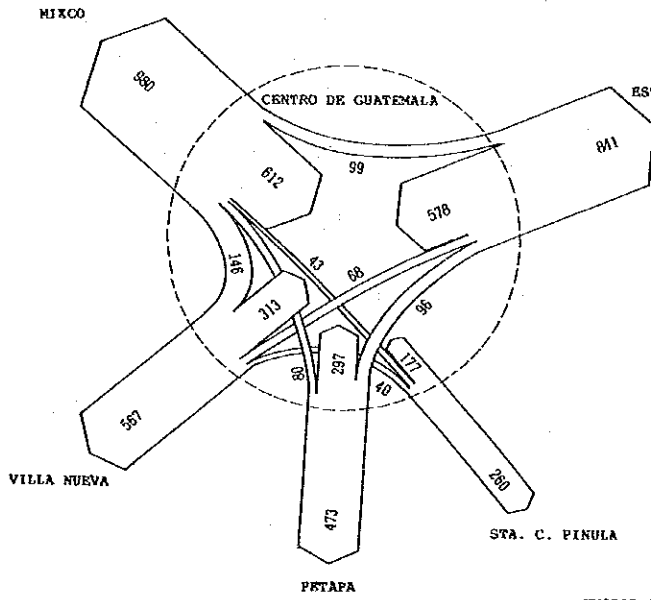 MIXCO
EST
CENTRO DE GUATEMALA
980
841
99
612
578
146
43
68
313
96
297
177
80
40
567
260
473
VILLA NUEVA
STA. C. PINULA
PETAPA